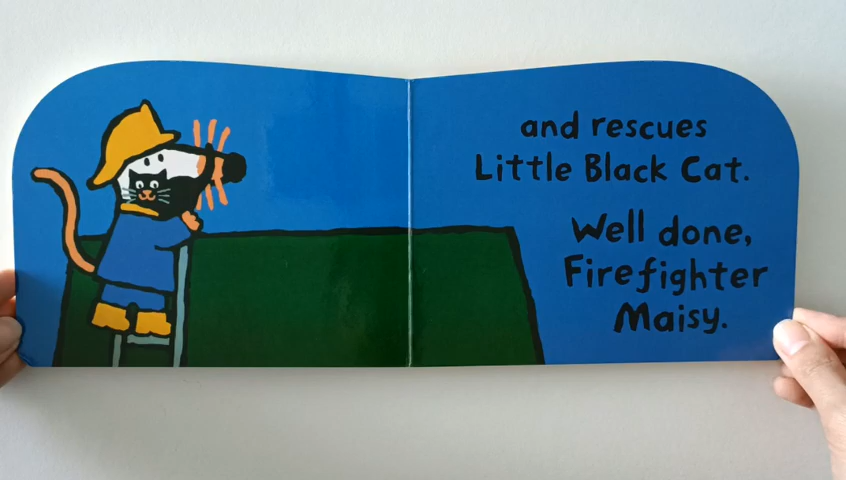 and rescues
Little Black Cat.
Well done,
Firefighter
Maisy.